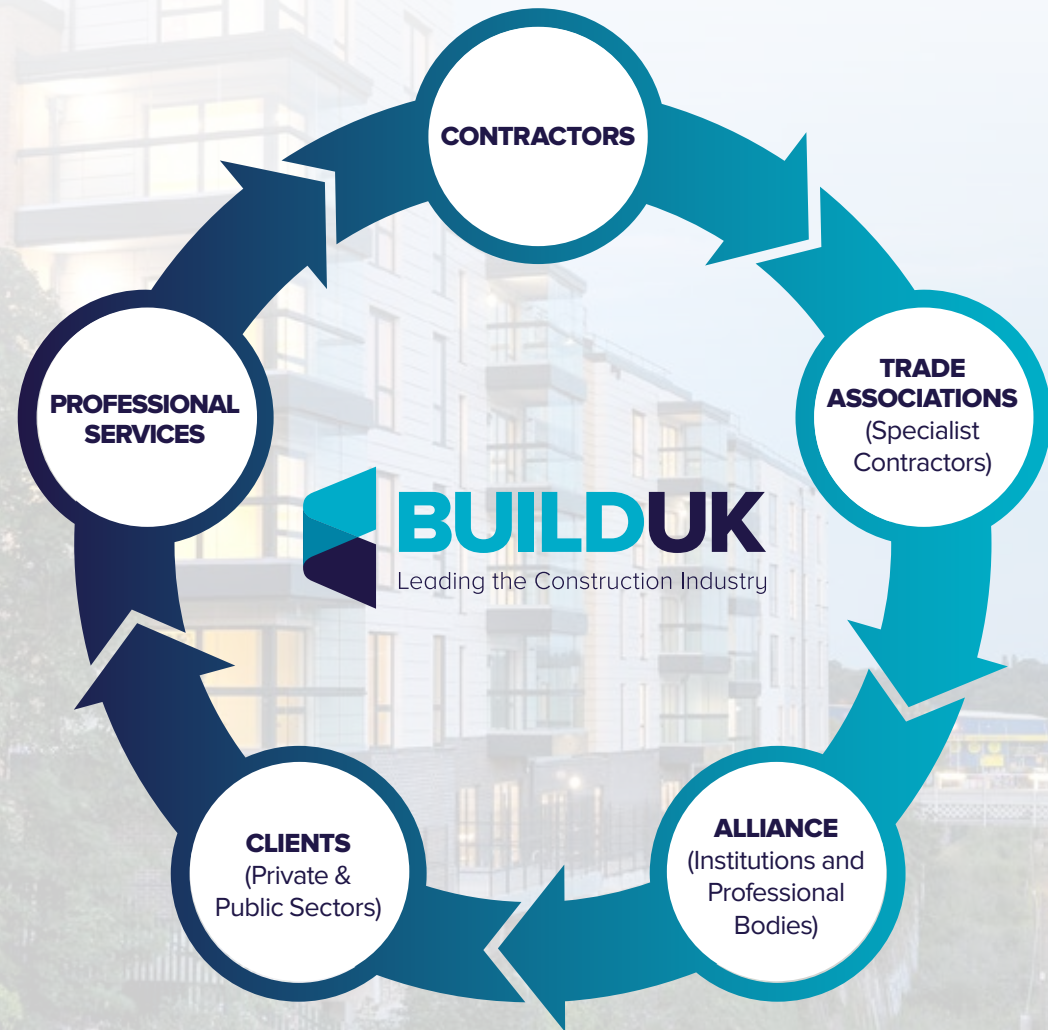 CONTRACTORS
TRADE
ASSOCIATIONS
(Specialist
Contractors)
ALLIANCE
(Institutions and
Professional
Bodies)
CLIENTS
(Private &
Public Sectors)
PROFESSIONAL
SERVICES
BUILDUK
Leading the Construction Industry